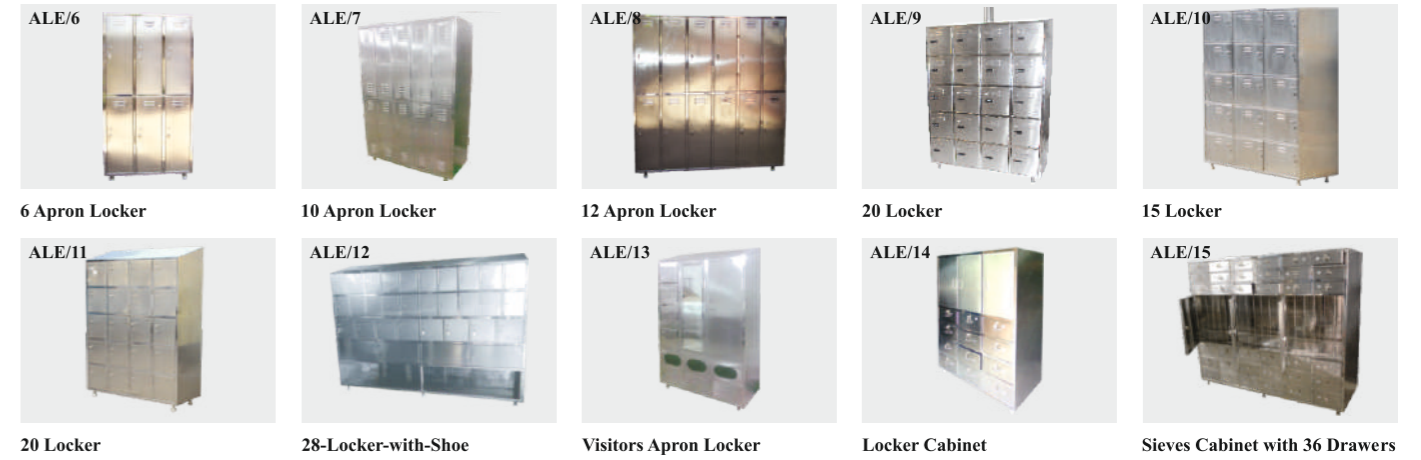 ALE/6
ALE/7
ALE/8
ALE/9
ALE/10
6 Apron Locker
10 Apron Locker
12 Apron Locker
20 Locker
15 Locker
ALE/11
ALE/12
ALE/13
ALE/14
ALE/15
20 Locker
28-Locker-with-Shoe
Visitors Apron Locker
Locker Cabinet
Sieves Cabinet with 36 Drawers